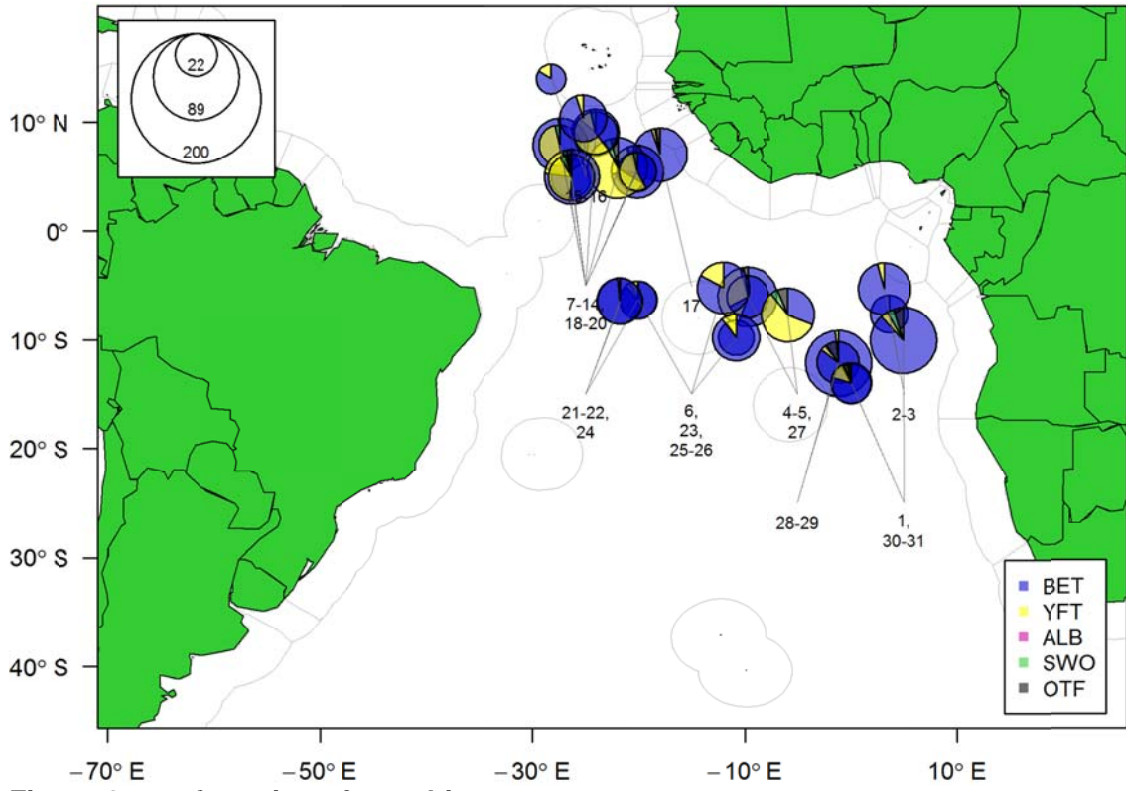 22
89
200
10° N
0°
10° S
20° S
30° S
40° S
16
7-14,
18-20
17
21-22,
24
6,
23,
25-26
4-5,
27
2-3
28-29
1,
30-31
BET
YFT
ALB
SWO
OTF
−70° E
−50° E
−30° E
−10° E
10° E